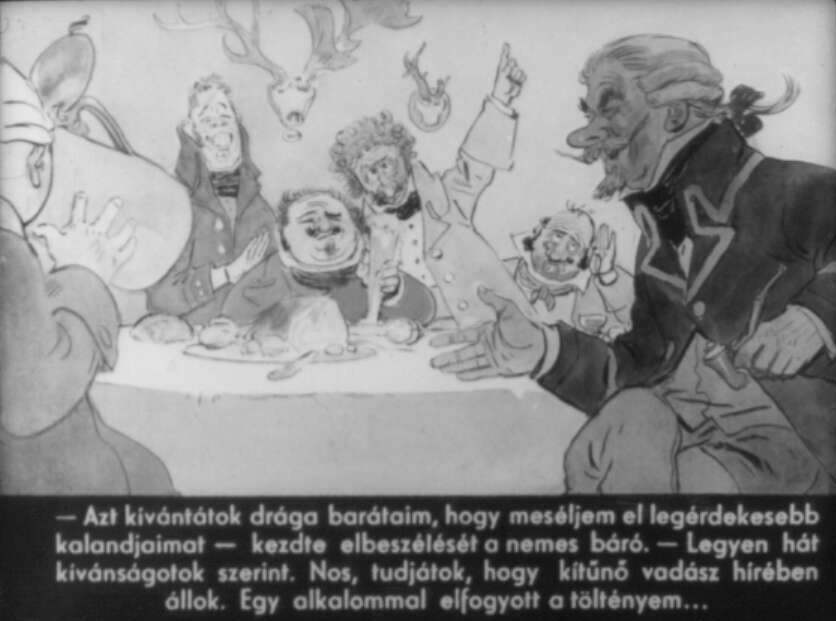 — Azt kívántátok drága barátaim, hogy meséljem el legérdekesebb
kalandjaimat — kezdte elbeszélését a nemes báró. — Legyen hát
kívánságotok szerint. Nos, tudjátok, hogy kítűnő vadász hírében
állok. Egy alkalommal elfogyott a töltényem...